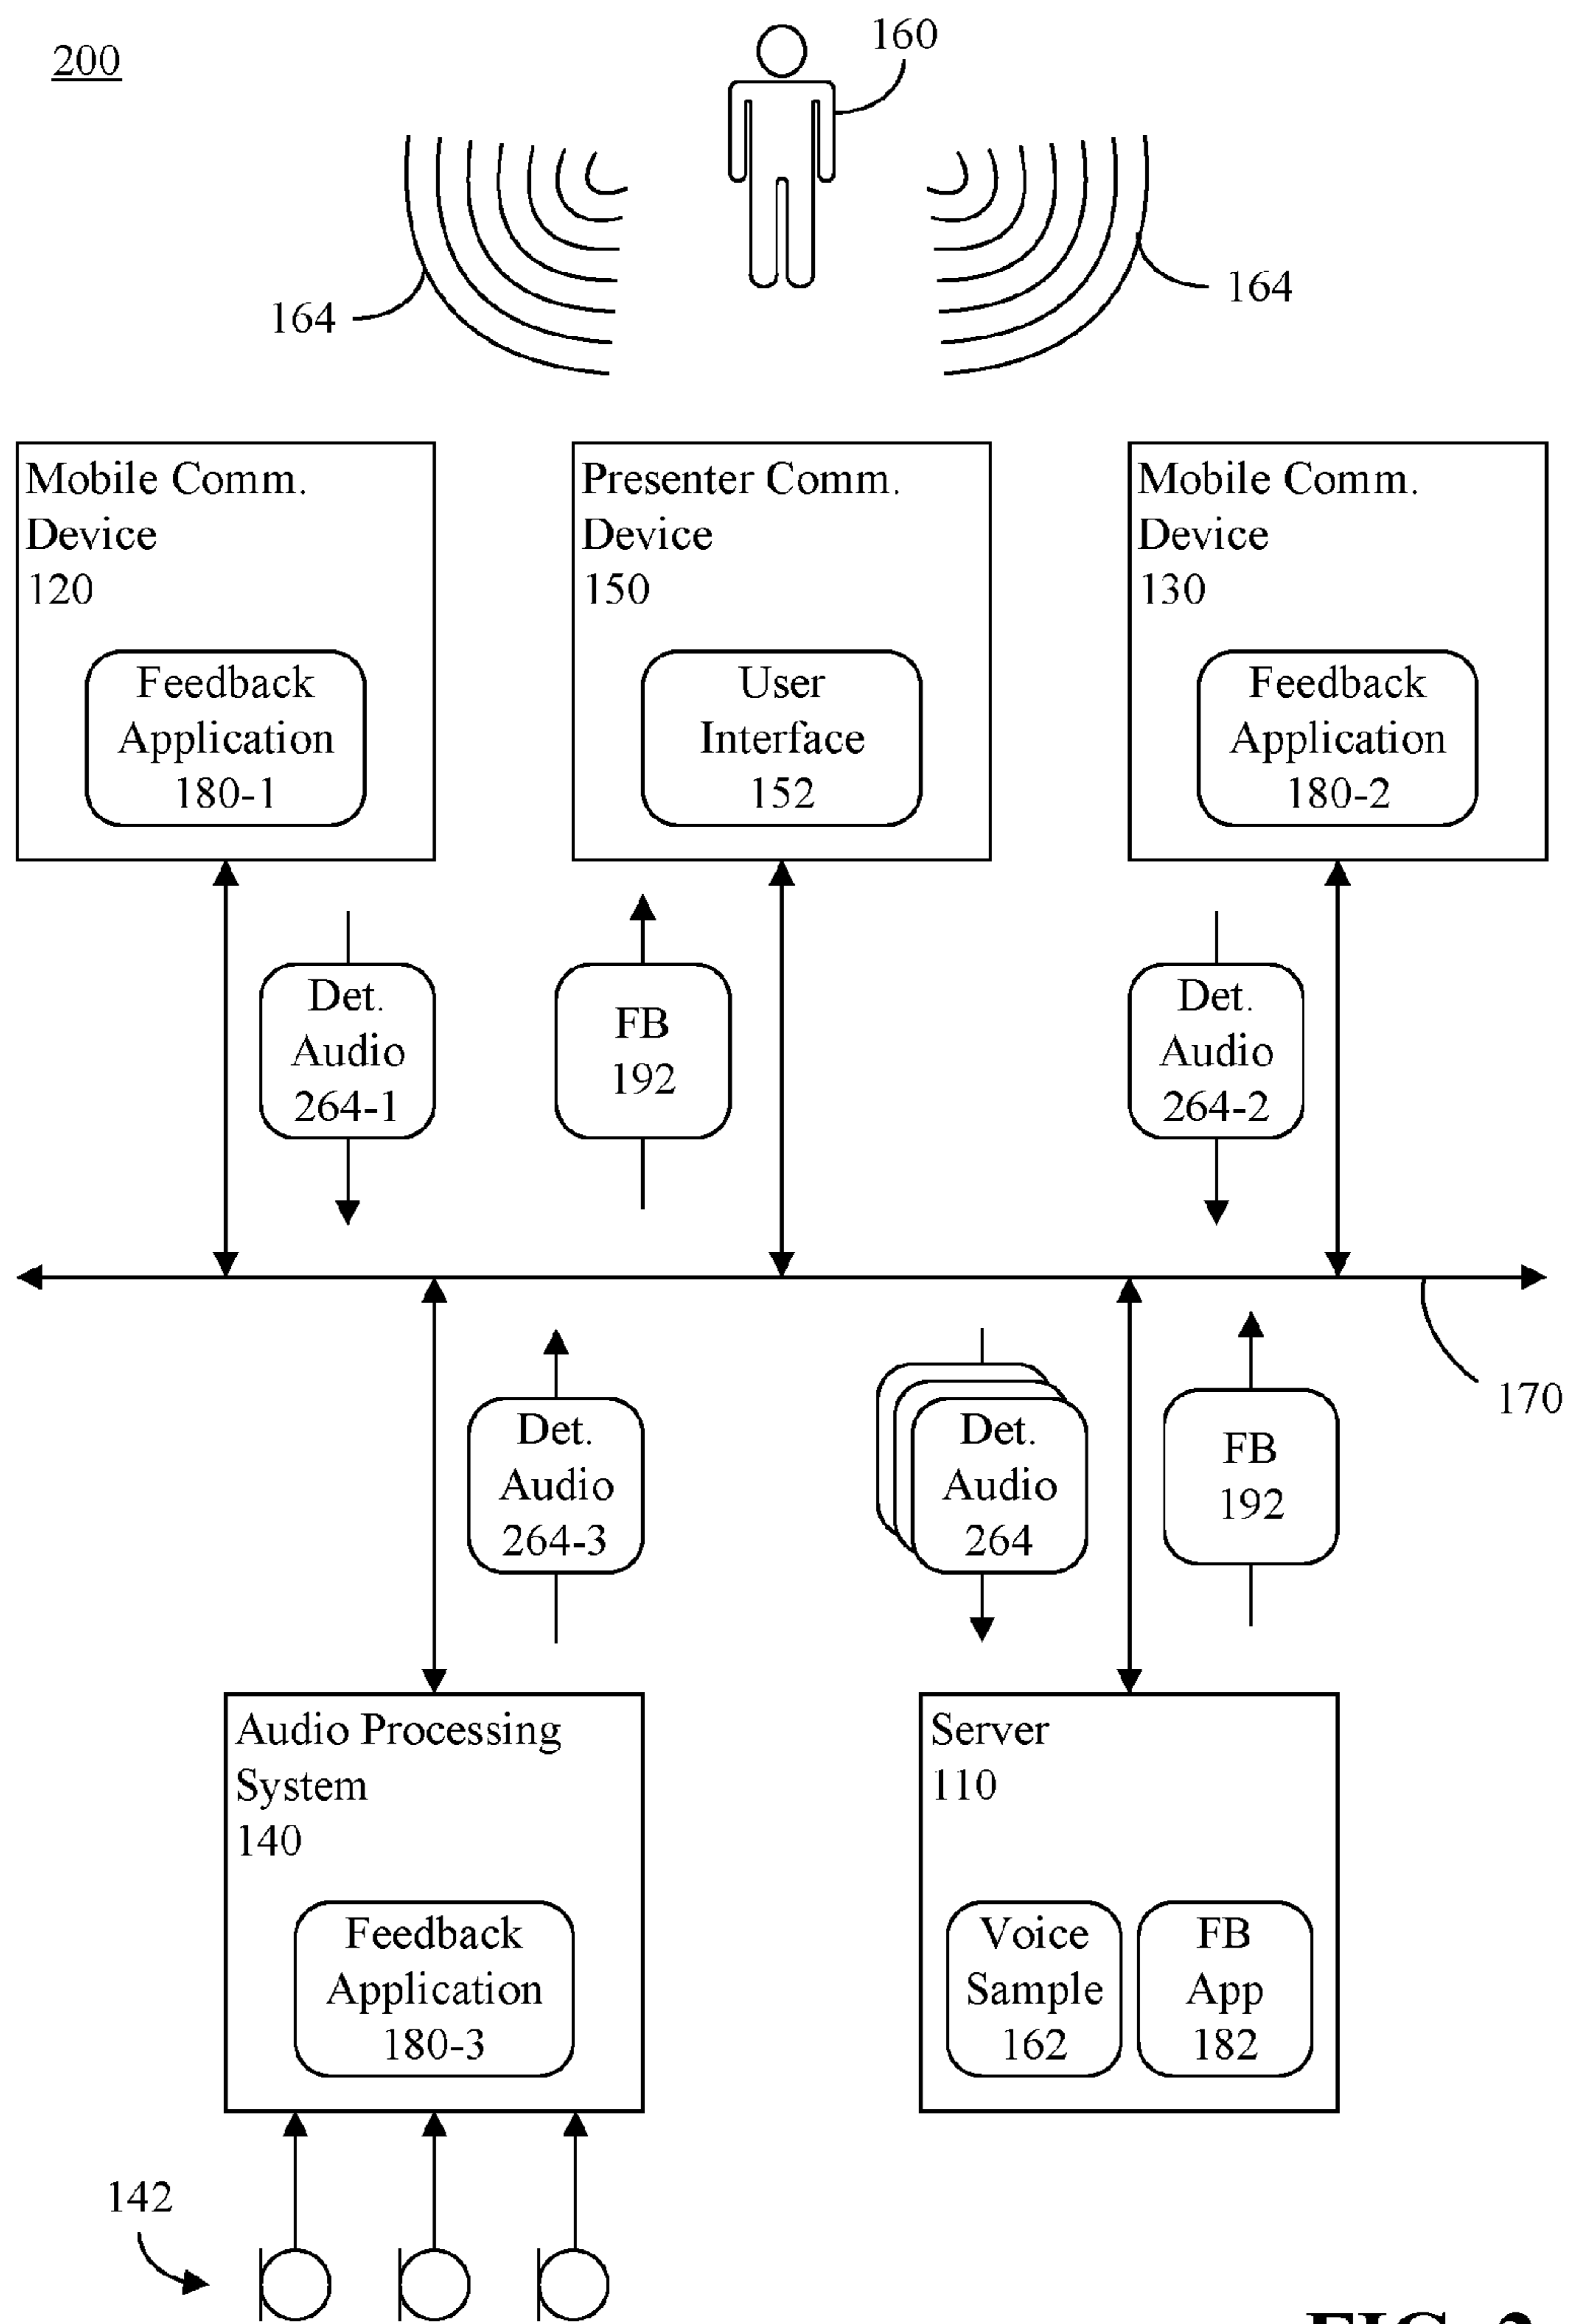 200
160
164
164
Mobile Comm.
Device
120
Feedback
Application
180-1
Presenter Comm.
Device
150
User
Interface
152
Mobile Comm.
Device
130
Feedback
Application
180-2
Det.
Audio
264-1
FB
192
Det.
Audio
264-2
170
Det.
Audio
264-3
Det.
Audio
264
FB
192
Audio Processing
System
140
Feedback
Application
180-3
Server
110
Voice
Sample
162
FB
App
182
142